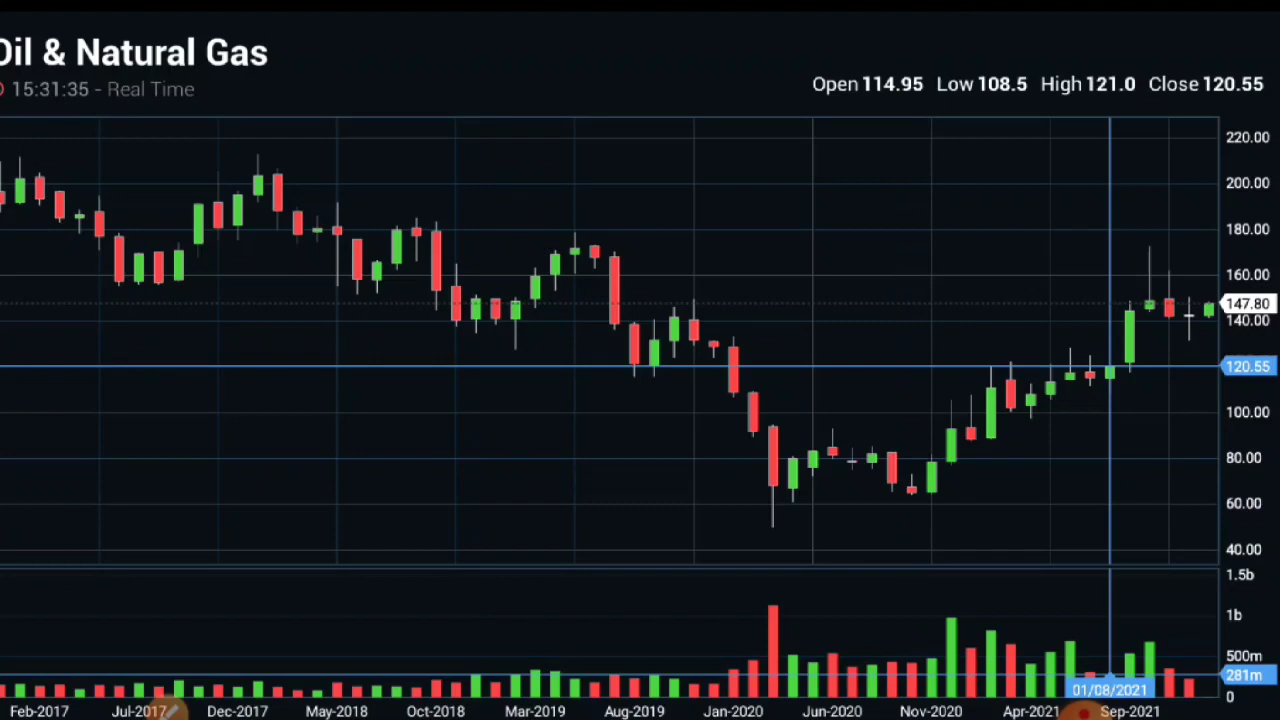 Oil & Natural Gas
15:31:35 - Real Time
Open 114.95 Low 108.5 High 121.0 Close 120.55
220.00
200.00
180.00
160.00
147.80
140.00
120.55
100.00
80.00
60.00
40.00
1.5b
1b
500m
281m
0
01/08/2021
Feb-2017 Jul-2017 Dec-2017 May-2018 Oct-2018 Mar-2019 Aug-2019 Jan-2020 Jun-2020 Nov-2020 Apr-2021 Sep-2021